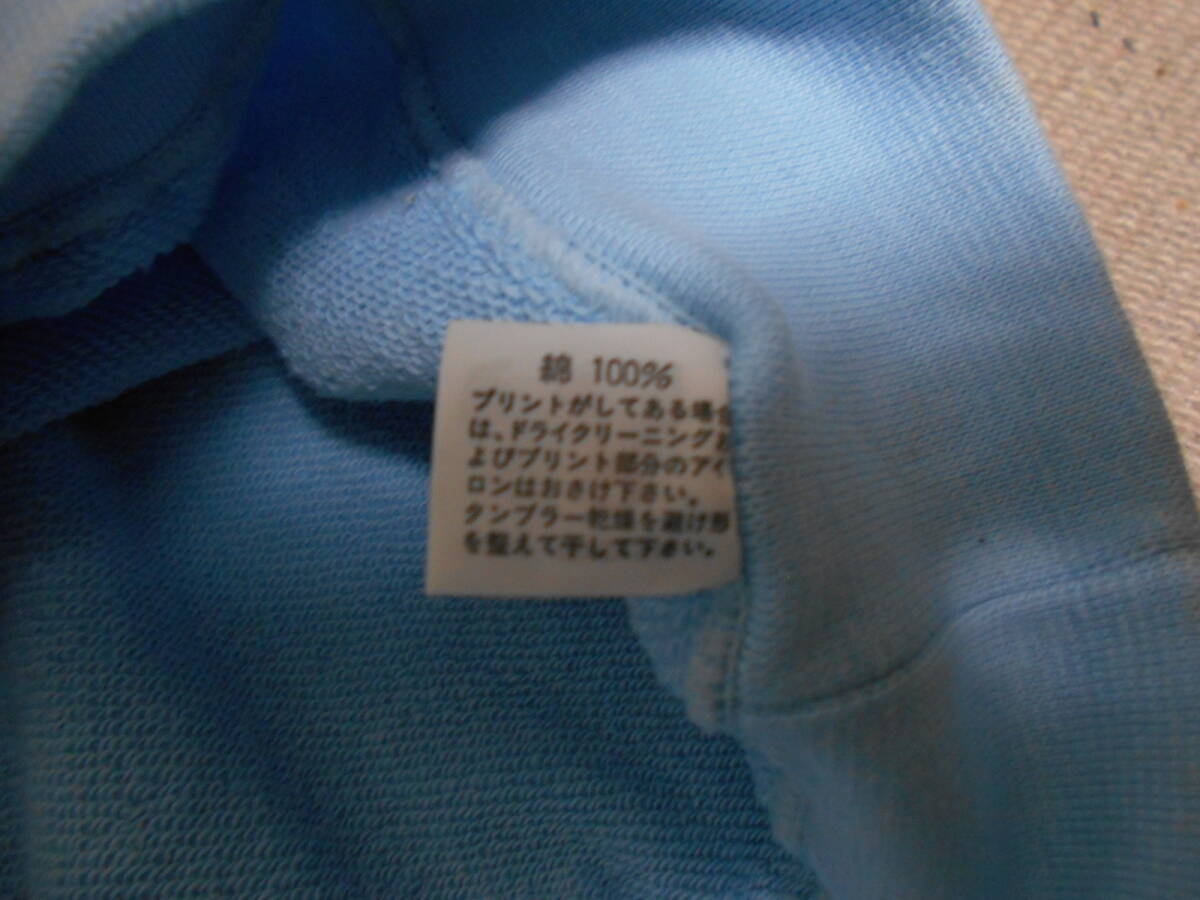 綿 100%
プリントがしてある場合
は、ドライクリーニングお
よびプリント部分のアイ
ロンはおさけ下さい。
タンブラー乾燥を避け形
を整えて干して下さい。